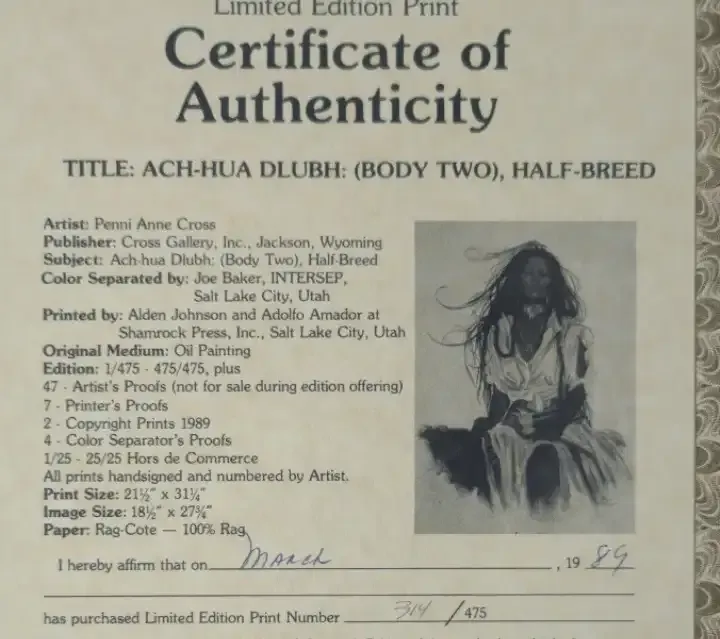 Limited Edition Print
Certificate of
Authenticity
TITLE: ACH-HUA DLUBH: (BODY TWO), HALF-BREED
Artist: Penni Anne Cross
Publisher: Cross Gallery, Inc., Jackson, Wyoming
Subject: Ach-hua Dlubh: (Body Two), Half-Breed
Color Separated by: Joe Baker, INTERSEP,
Salt Lake City, Utah
Printed by: Alden Johnson and Adolfo Amador at
Shamrock Press, Inc., Salt Lake City, Utah
Original Medium: Oil Painting
Edition: 1/475 - 475/475, plus
47 - Artist's Proofs (not for sale during edition offering)
7 - Printer's Proofs
2 - Copyright Prints 1989
4 - Color Separator's Proofs
1/25 - 25/25 Hors de Commerce
All prints handsigned and numbered by Artist.
Print Size: 21½" x 31¼"
Image Size: 18½" x 27¾"
Paper: Rag-Cote — 100% Rag
I hereby affirm that on March, 19 89
has purchased Limited Edition Print Number 314 / 475